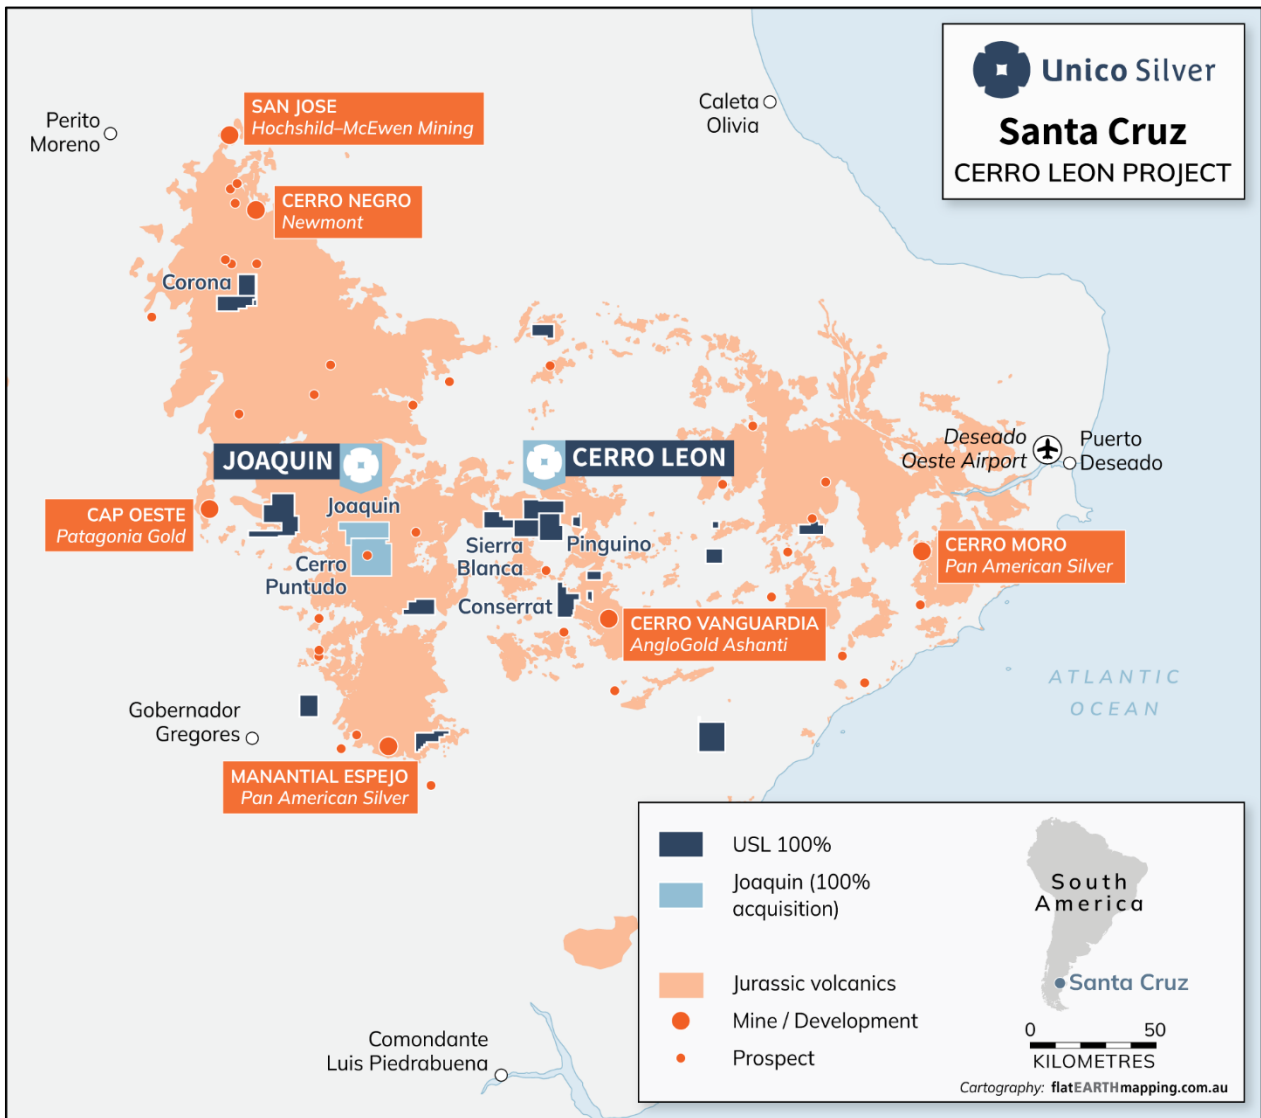 Unico Silver
Santa Cruz
CERRO LEON PROJECT
Perito
Moreno
SAN JOSE
Hochshild–McEwen Mining
Caleta
Olivia
CERRO NEGRO
Newmont
Corona
JOAQUIN
CERRO LEON
Deseado
Oeste Airport
Puerto
Deseado
CAP OESTE
Patagonia Gold
Joaquin
Cerro
Puntudo
Sierra
Blanca
Pinguino
Conserrat
CERRO MORO
Pan American Silver
CERRO VANGUARDIA
AngloGold Ashanti
ATLANTIC
OCEAN
Gobernador
Gregores
MANANTIAL ESPEJO
Pan American Silver
Comondante
Luis Piedrabuena
USL 100%
Joaquin (100%
acquisition)
Jurassic volcanics
Mine / Development
Prospect
South
America
Santa Cruz
0 50
KILOMETRES
Cartography: flatEARTHmapping.com.au